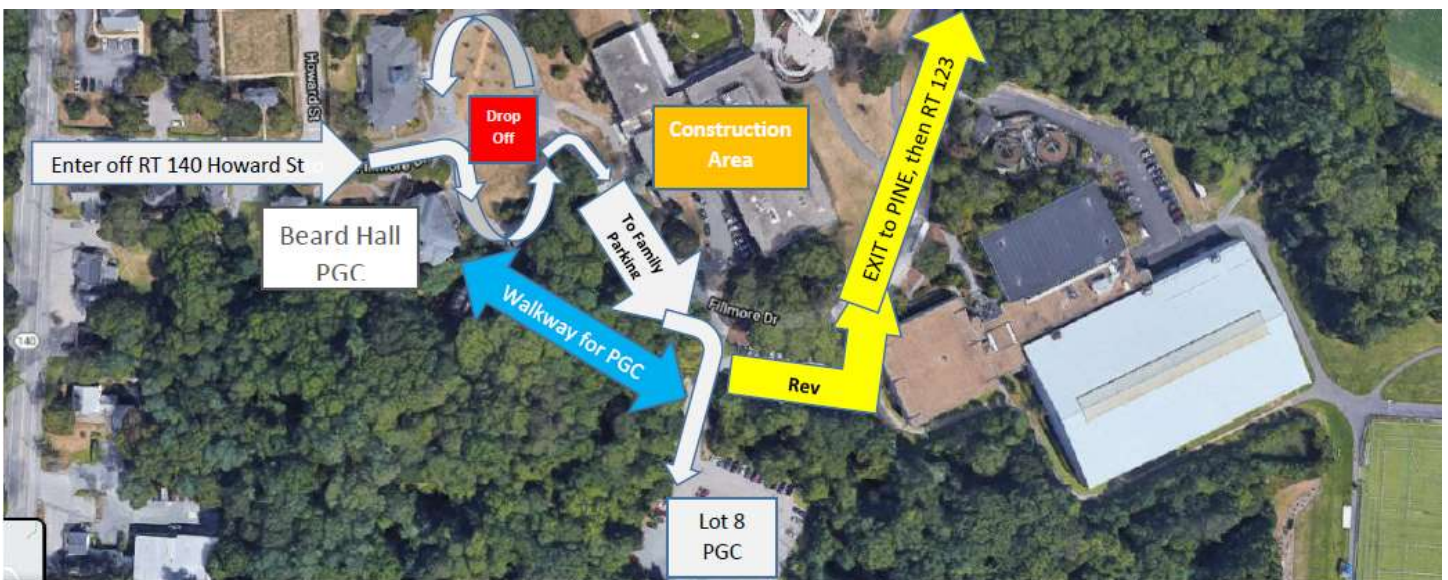 Howard St
Drop
Off
Construction
Area
EXIT to PINE, then RT 123
Enter off RT 140 Howard St
Beard Hall
PGC
To Family
Parking
Fillmore Dr
Walkway for PGC
140
Rev
Lot 8
PGC